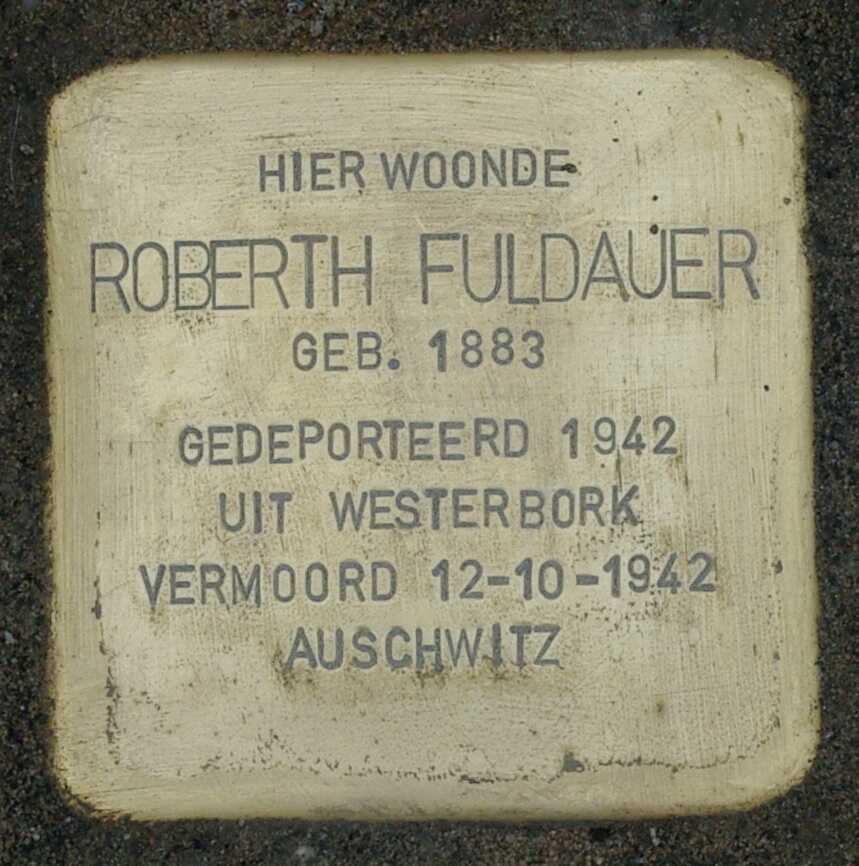 HIER WOONDE
ROBERTH FULDAUER
GEB. 1883
GEDEPORTEERD 1942
UIT WESTERBORK
VERMOORD 12-10-1942
AUSCHWITZ